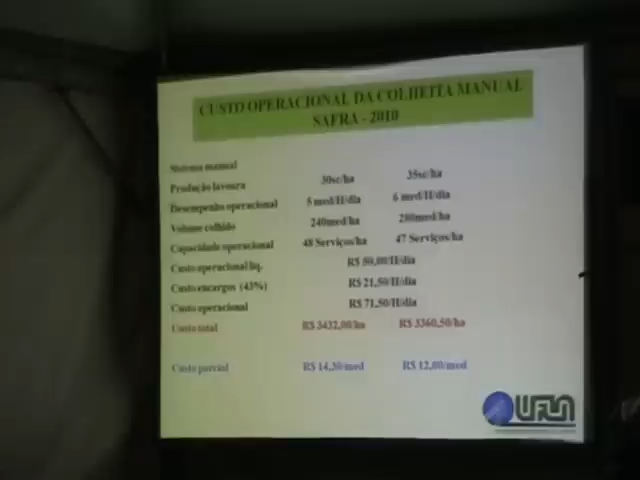 CUSTO OPERACIONAL DA COLHEITA MANUAL
SAFRA - 2010
Sistema manual
Produção lavoura 30sc/ha 35sc/ha
Desempenho operacional 5 med/H/dia 6 med/H/dia
Volume colhido 240med/ha 280med/ha
Capacidade operacional 48 Serviços/ha 47 Serviços/ha
Custo operacional liq. R$ 50,00/H/dia
Custo encargos (43%) R$ 21,50/H/dia
Custo operacional R$ 71,50/H/dia
Custo total R$ 3432,00/ha R$ 3360,50/ha
Custo parcial R$ 14,30/med R$ 12,00/med
UFLA